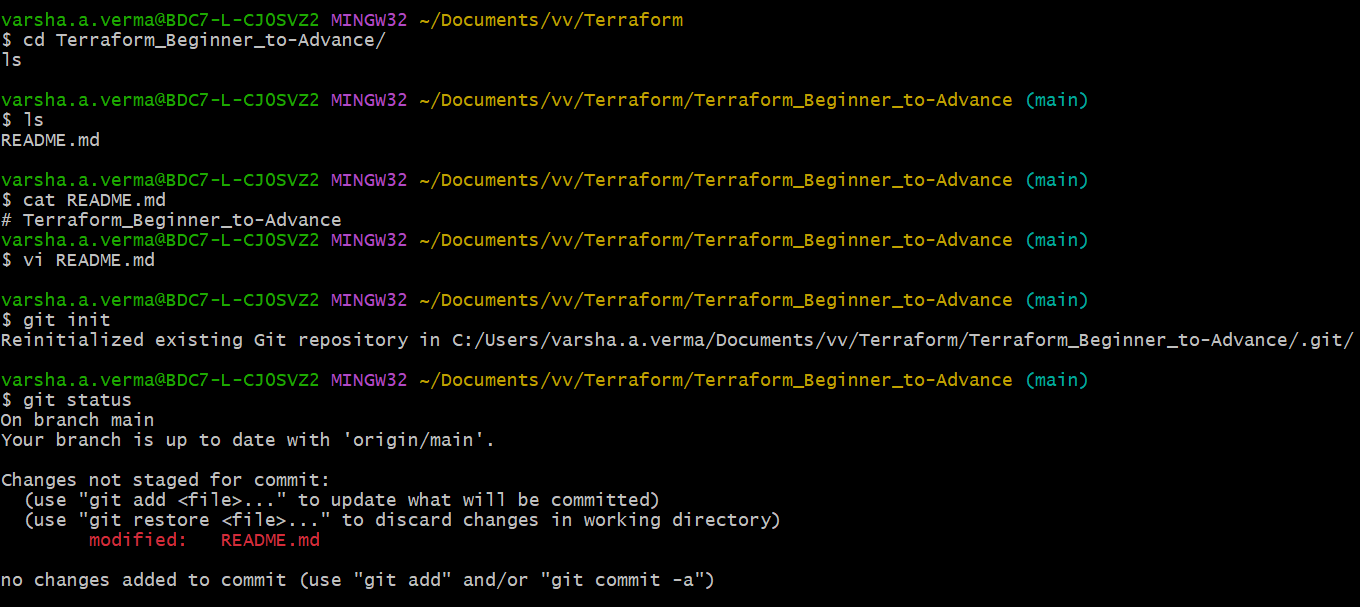 varsha.a.verma@BDC7-L-CJ0SVZ2 MINGW32 ~/Documents/vv/Terraform
$ cd Terraform_Beginner_to-Advance/
ls
varsha.a.verma@BDC7-L-CJ0SVZ2 MINGW32 ~/Documents/vv/Terraform/Terraform_Beginner_to-Advance (main)
$ ls
README.md
varsha.a.verma@BDC7-L-CJ0SVZ2 MINGW32 ~/Documents/vv/Terraform/Terraform_Beginner_to-Advance (main)
$ cat README.md
# Terraform_Beginner_to-Advance
varsha.a.verma@BDC7-L-CJ0SVZ2 MINGW32 ~/Documents/vv/Terraform/Terraform_Beginner_to-Advance (main)
$ vi README.md
varsha.a.verma@BDC7-L-CJ0SVZ2 MINGW32 ~/Documents/vv/Terraform/Terraform_Beginner_to-Advance (main)
$ git init
Reinitialized existing Git repository in C:/Users/varsha.a.verma/Documents/vv/Terraform/Terraform_Beginner_to-Advance/.git/
varsha.a.verma@BDC7-L-CJ0SVZ2 MINGW32 ~/Documents/vv/Terraform/Terraform_Beginner_to-Advance (main)
$ git status
On branch main
Your branch is up to date with 'origin/main'.
Changes not staged for commit:
  (use "git add <file>..." to update what will be committed)
  (use "git restore <file>..." to discard changes in working directory)
        modified:   README.md
no changes added to commit (use "git add" and/or "git commit -a")